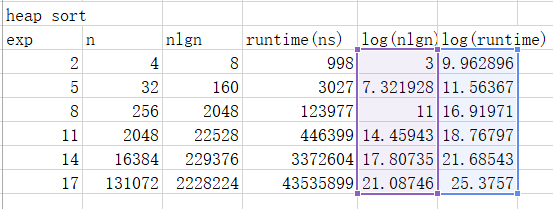 heap sort
exp n nlgn runtime(ns) log(nlgn) log(runtime)
2 4 8 998 3 9.962896
5 32 160 3027 7.321928 11.56367
8 256 2048 123977 11 16.91971
11 2048 22528 446399 14.45943 18.76797
14 16384 229376 3372604 17.80735 21.68543
17 131072 2228224 43535899 21.08746 25.3757